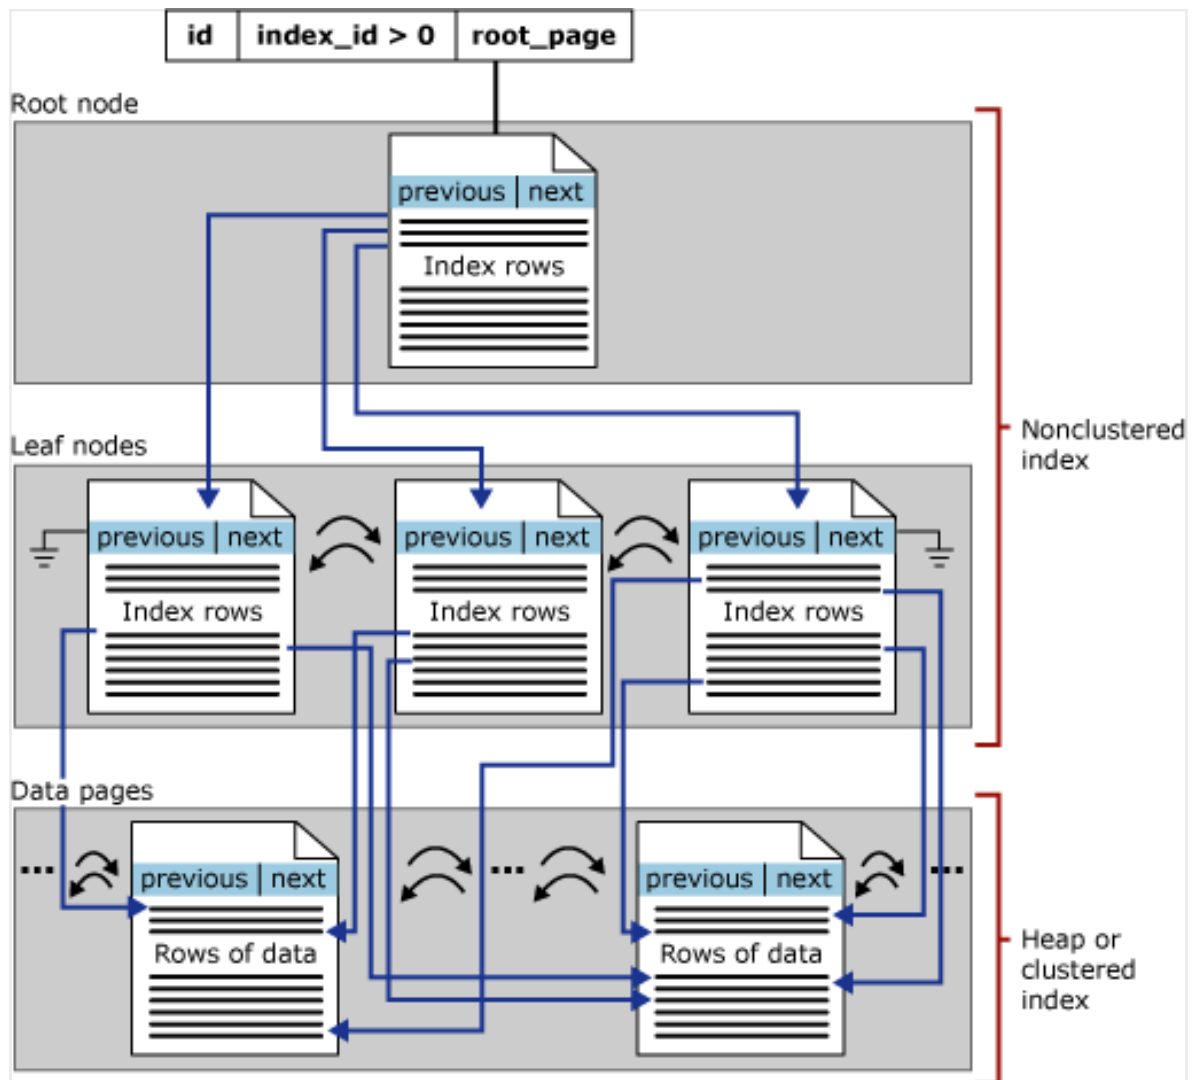 id index_id > 0 root_page
Root node
previous next
Index rows
Nonclustered
index
Leaf nodes
previous next previous next previous next
Index rows Index rows Index rows
Data pages
... ... ...
previous next previous next
Rows of data Rows of data
Heap or
clustered
index